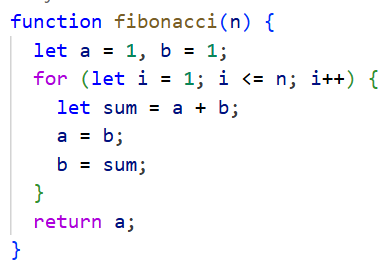 function fibonacci(n) {
  let a = 1, b = 1;
  for (let i = 1; i <= n; i++) {
    let sum = a + b;
    a = b;
    b = sum;
  }
  return a;
}